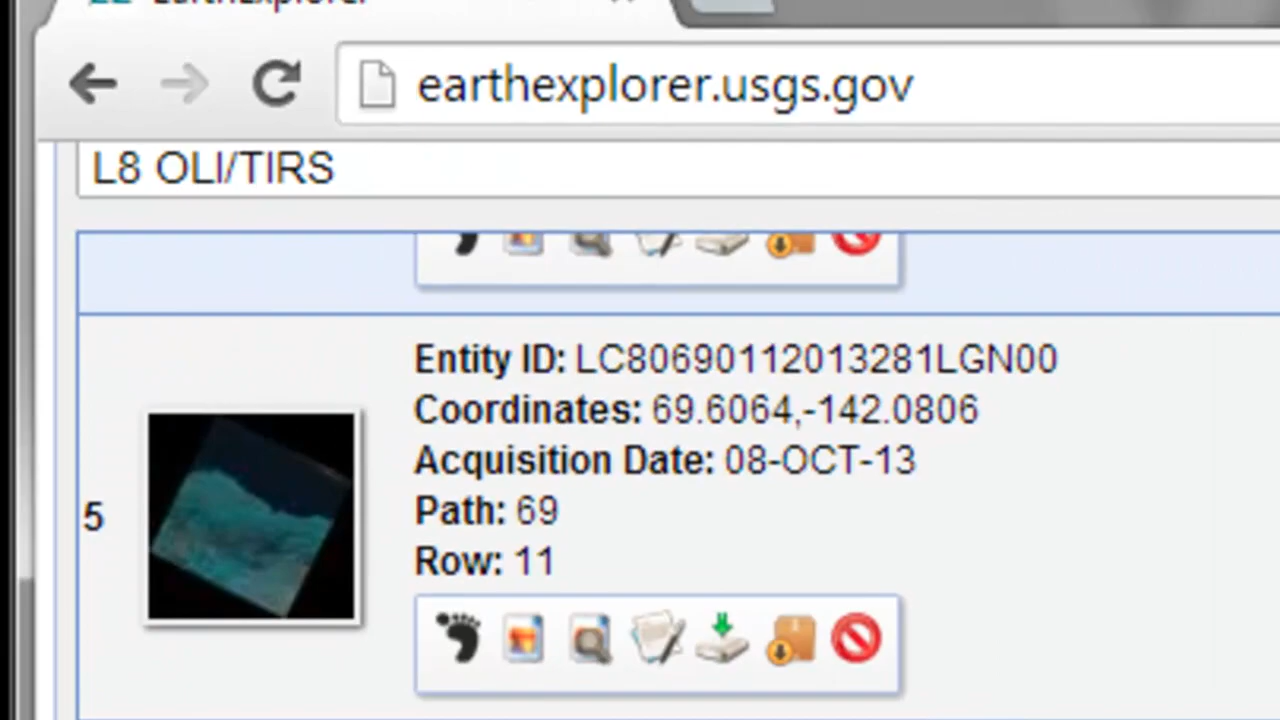 EarthExplorer
earthexplorer.usgs.gov
L8 OLI/TIRS
Entity ID: LC80690112013281LGN00
Coordinates: 69.6064,-142.0806
Acquisition Date: 08-OCT-13
5
Path: 69
Row: 11